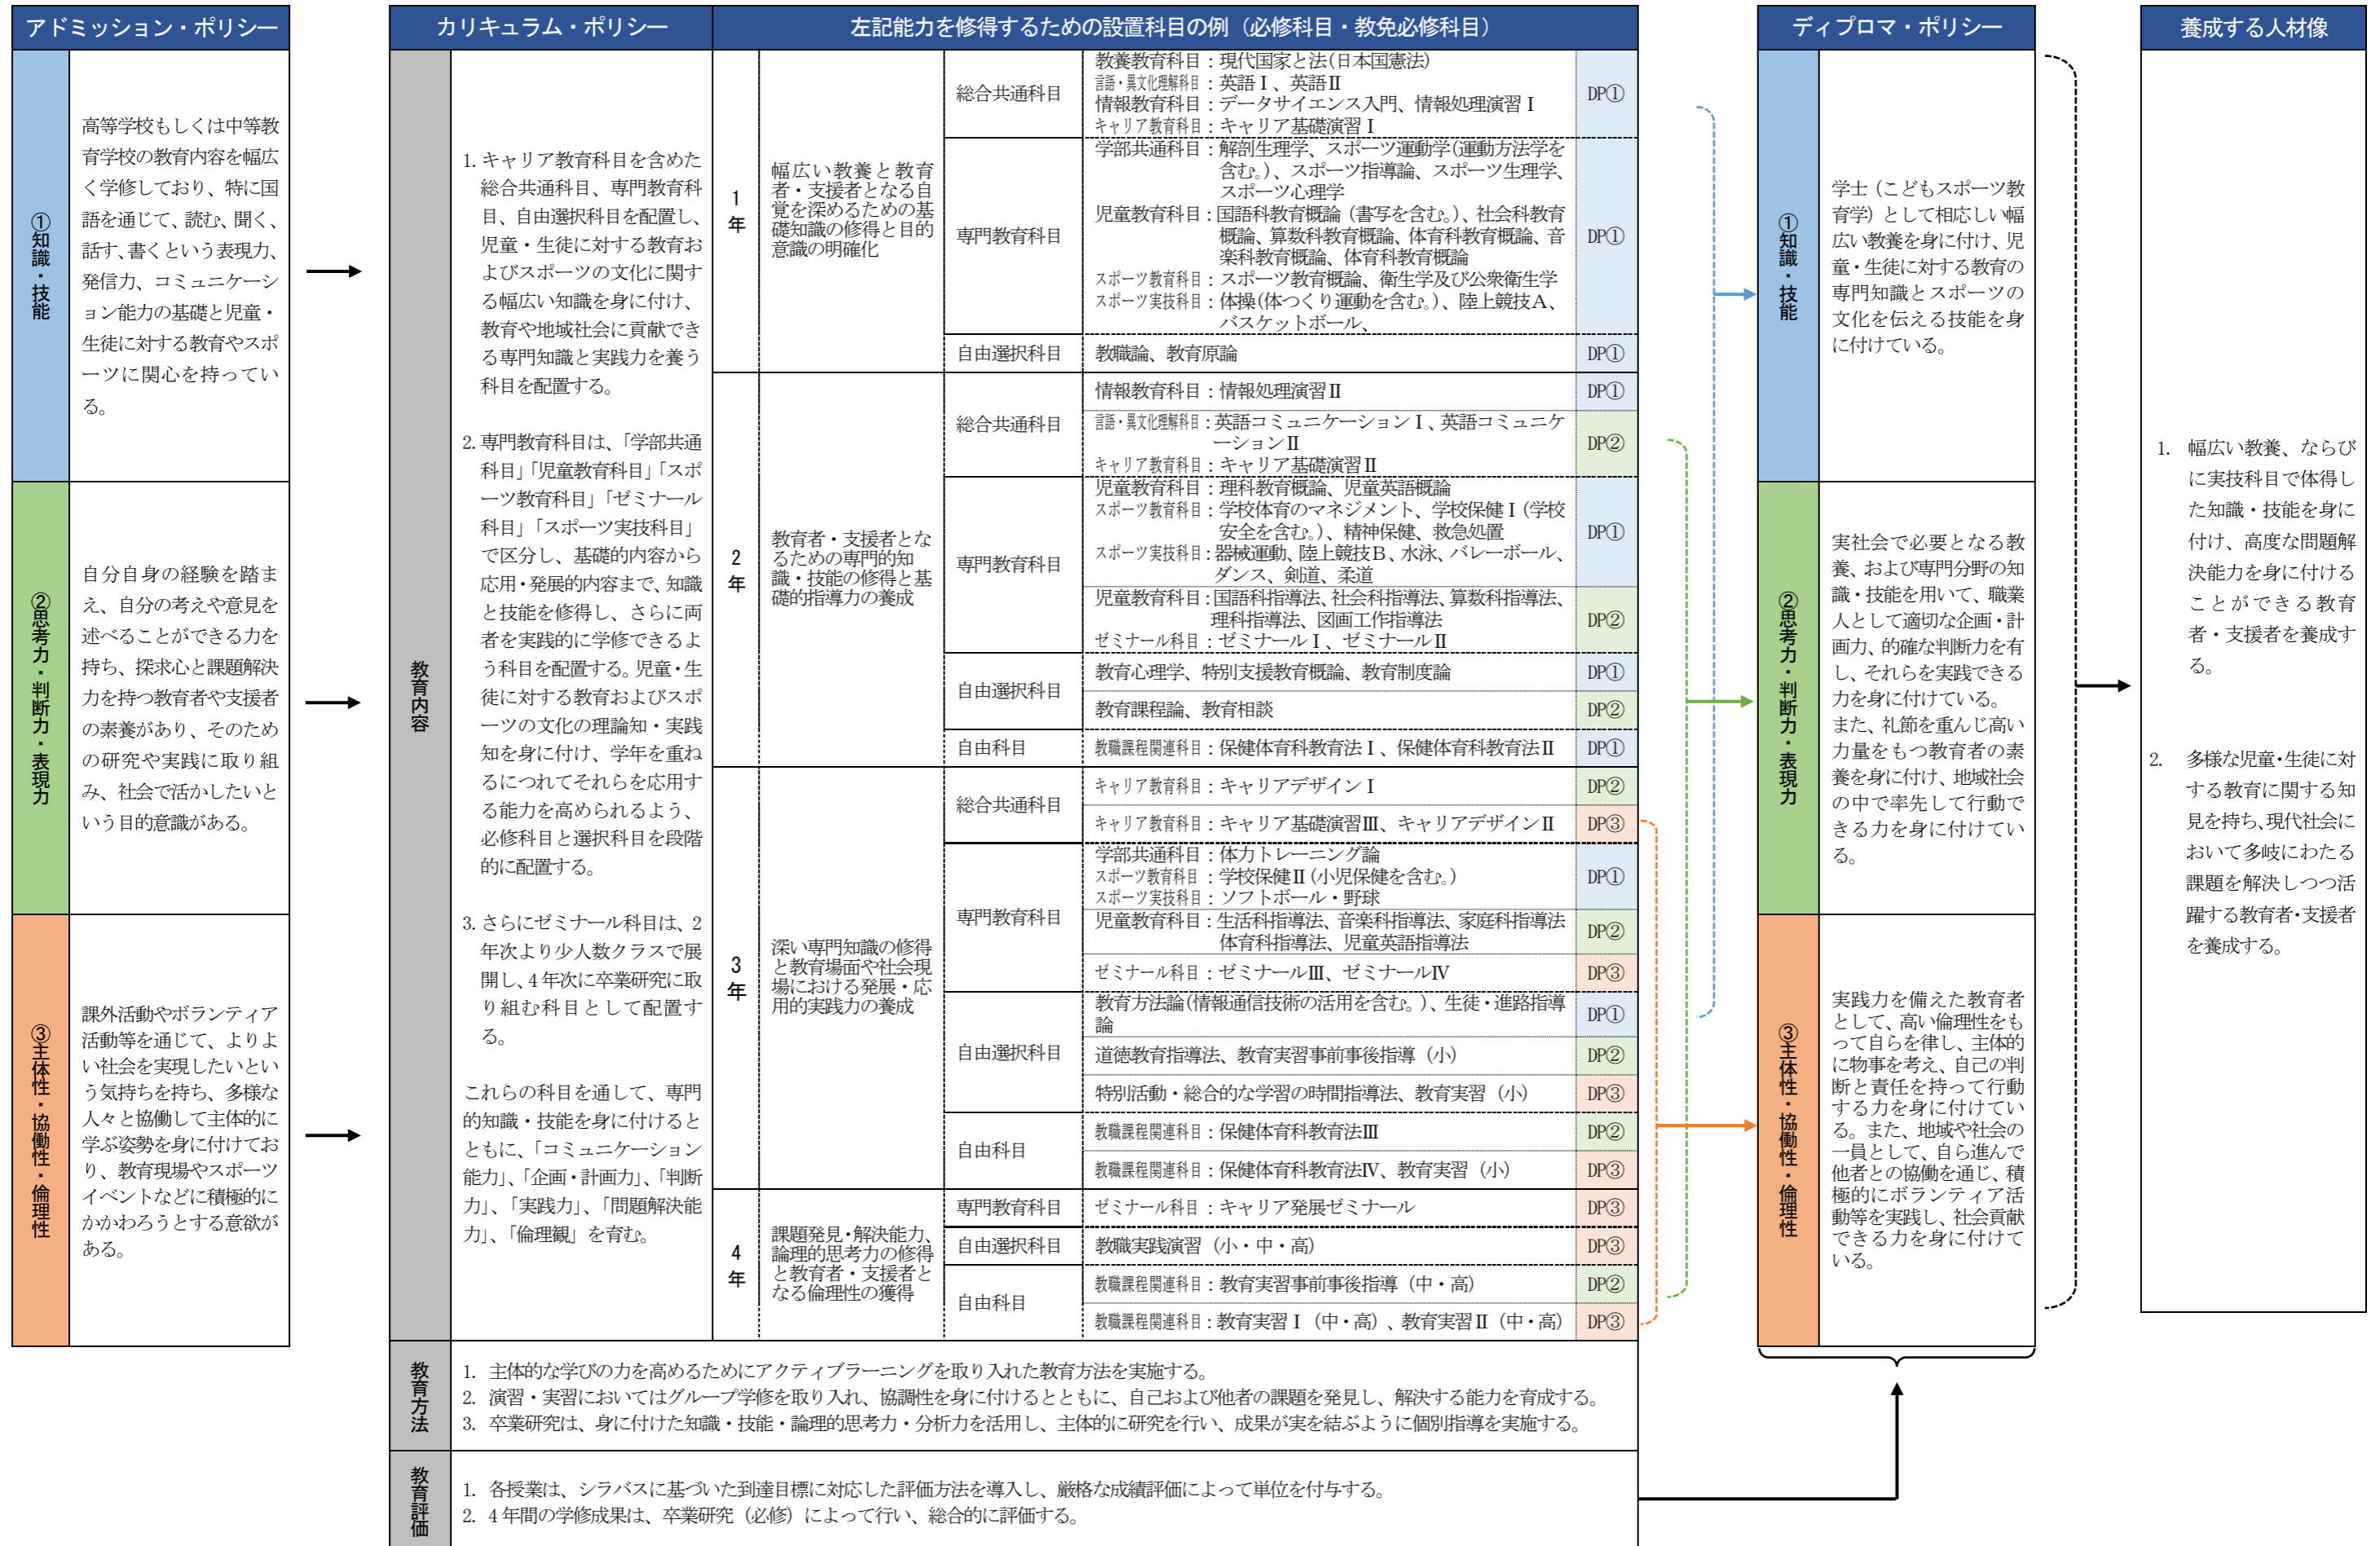 アドミッション・ポリシー
①知識・技能
高等学校もしくは中等教
育学校の教育内容を幅広
く学修しており、特に国
語を通じて、読む、聞く、
話す、書くという表現力、
発信力、コミュニケーシ
ョン能力の基礎と児童・
生徒に対する教育やスポ
ーツに関心を持ってい
る。
②思考力・判断力・表現力
自分自身の経験を踏ま
え、自分の考えや意見を
述べることができる力を
持ち、探求心と課題解決
力を持つ教育者や支援者
の素養があり、そのため
の研究や実践に取り組
み、社会で活かしたいと
いう目的意識がある。
③主体性・協働性・倫理性
課外活動やボランティア
活動等を通じて、よりよ
い社会を実現したいとい
う気持ちを持ち、多様な
人々と協働して主体的に
学ぶ姿勢を身に付けてお
り、教育現場やスポーツ
イベントなどに積極的に
かかわろうとする意欲が
ある。
カリキュラム・ポリシー
教育内容
1. キャリア教育科目を含めた
総合共通科目、専門教育科
目、自由選択科目を配置し、
児童・生徒に対する教育お
よびスポーツの文化に関す
る幅広い知識を身に付け、
教育や地域社会に貢献でき
る専門知識と実践力を養う
科目を配置する。
2. 専門教育科目は、「学部共通
科目」「児童教育科目」「スポ
ーツ教育科目」「ゼミナール
科目」「スポーツ実技科目」
で区分し、基礎的内容から
応用・発展的内容まで、知識
と技能を修得し、さらに両
者を実践的に学修できるよ
う科目を配置する。児童・生
徒に対する教育およびスポ
ーツの文化の理論知・実践
知を身に付け、学年を重ね
るにつれてそれらを応用す
る能力を高められるよう、
必修科目と選択科目を段階
的に配置する。
3. さらにゼミナール科目は、2
年次より少人数クラスで展
開し、4年次に卒業研究に取
り組む科目として配置す
る。
これらの科目を通して、専門
的知識・技能を身に付けると
ともに、「コミュニケーション
能力」、「企画・計画力」、「判断
力」、「実践力」、「問題解決能
力」、「倫理観」を育む。
左記能力を修得するための設置科目の例（必修科目・教免必修科目）
1年
幅広い教養と教育
者・支援者となる自
覚を深めるための基
礎知識の修得と目的
意識の明確化
総合共通科目
教養教育科目：現代国家と法(日本国憲法)
言語・異文化理解科目：英語Ⅰ、英語Ⅱ
情報教育科目：データサイエンス入門、情報処理演習Ⅰ
キャリア教育科目：キャリア基礎演習Ⅰ
DP①
専門教育科目
学部共通科目：解剖生理学、スポーツ運動学(運動方法学を
含む。)、スポーツ指導論、スポーツ生理学、
スポーツ心理学
児童教育科目：国語科教育概論（書写を含む。）、社会科教育
概論、算数科教育概論、体育科教育概論、音
楽科教育概論、体育科教育概論
スポーツ教育科目：スポーツ教育概論、衛生学及び公衆衛生学
スポーツ実技科目：体操(体つくり運動を含む。)、陸上競技A、
バスケットボール、
DP①
自由選択科目
教職論、教育原論
DP①
2年
教育者・支援者とな
るための専門的知
識・技能の修得と基
礎的指導力の養成
総合共通科目
情報教育科目：情報処理演習Ⅱ
DP①
言語・異文化理解科目：英語コミュニケーションⅠ、英語コミュニケ
ーションⅡ
キャリア教育科目：キャリア基礎演習Ⅱ
DP②
専門教育科目
児童教育科目：理科教育概論、児童英語概論
スポーツ教育科目：学校体育のマネジメント、学校保健Ⅰ（学校
安全を含む。）、精神保健、救急処置
スポーツ実技科目：器械運動、陸上競技B、水泳、バレーボール、
ダンス、剣道、柔道
DP①
児童教育科目：国語科指導法、社会科指導法、算数科指導法、
理科指導法、図画工作指導法
ゼミナール科目：ゼミナールⅠ、ゼミナールⅡ
DP②
自由選択科目
教育心理学、特別支援教育概論、教育制度論
DP①
教育課程論、教育相談
DP②
自由科目
教職課程関連科目：保健体育科教育法Ⅰ、保健体育科教育法Ⅱ
DP①
3年
深い専門知識の修得
と教育場面や社会現
場における発展・応
用的実践力の養成
総合共通科目
キャリア教育科目：キャリアデザインⅠ
DP②
キャリア教育科目：キャリア基礎演習Ⅲ、キャリアデザインⅡ
DP③
専門教育科目
学部共通科目：体力トレーニング論
スポーツ教育科目：学校保健Ⅱ(小児保健を含む。)
スポーツ実技科目：ソフトボール・野球
DP①
児童教育科目：生活科指導法、音楽科指導法、家庭科指導法
体育科指導法、児童英語指導法
DP②
ゼミナール科目：ゼミナールⅢ、ゼミナールⅣ
DP③
自由選択科目
教育方法論(情報通信技術の活用を含む。)、生徒・進路指導
論
DP①
道徳教育指導法、教育実習事前事後指導（小）
DP②
特別活動・総合的な学習の時間指導法、教育実習（小）
DP③
自由科目
教職課程関連科目：保健体育科教育法Ⅲ
DP②
教職課程関連科目：保健体育科教育法Ⅳ、教育実習（小）
DP③
4年
課題発見・解決能力、
論理的思考力の修得
と教育者・支援者と
なる倫理性の獲得
専門教育科目
ゼミナール科目：キャリア発展ゼミナール
DP③
自由選択科目
教職実践演習（小・中・高）
DP③
自由科目
教職課程関連科目：教育実習事前事後指導（中・高）
DP②
教職課程関連科目：教育実習Ⅰ（中・高）、教育実習Ⅱ（中・高）
DP③
教育方法
1. 主体的な学びの力を高めるためにアクティブラーニングを取り入れた教育方法を実施する。
2. 演習・実習においてはグループ学修を取り入れ、協調性を身に付けるとともに、自己および他者の課題を発見し、解決する能力を育成する。
3. 卒業研究は、身に付けた知識・技能・論理的思考力・分析力を活用し、主体的に研究を行い、成果が実を結ぶように個別指導を実施する。
教育評価
1. 各授業は、シラバスに基づいた到達目標に対応した評価方法を導入し、厳格な成績評価によって単位を付与する。
2. 4年間の学修成果は、卒業研究（必修）によって行い、総合的に評価する。
ディプロマ・ポリシー
①知識・技能
学士（こどもスポーツ教
育学）として相応しい幅
広い教養を身に付け、児
童・生徒に対する教育の
専門知識とスポーツの
文化を伝える技能を身
に付けている。
②思考力・判断力・表現力
実社会で必要となる教
養、および専門分野の知
識・技能を用いて、職業
人として適切な企画・計
画力、的確な判断力を有
し、それらを実践できる
力を身に付けている。
また、礼節を重んじ高い
力量をもつ教育者の素
養を身に付け、地域社会
の中で率先して行動で
きる力を身に付けてい
る。
③主体性・協働性・倫理性
実践力を備えた教育者
として、高い倫理性をも
って自らを律し、主体的
に物事を考え、自己の判
断と責任を持って行動
する力を身に付けてい
る。また、地域や社会の
一員として、自ら進んで
他者との協働を通じ、積
極的にボランティア活
動等を実践し、社会貢献
できる力を身に付けて
いる。
養成する人材像
1. 幅広い教養、ならび
に実技科目で体得し
た知識・技能を身に
付け、高度な問題解
決能力を身に付ける
ことができる教育
者・支援者を養成す
る。
2. 多様な児童・生徒に対
する教育に関する知
見を持ち、現代社会に
おいて多岐にわたる
課題を解決しつつ活
躍する教育者・支援者
を養成する。